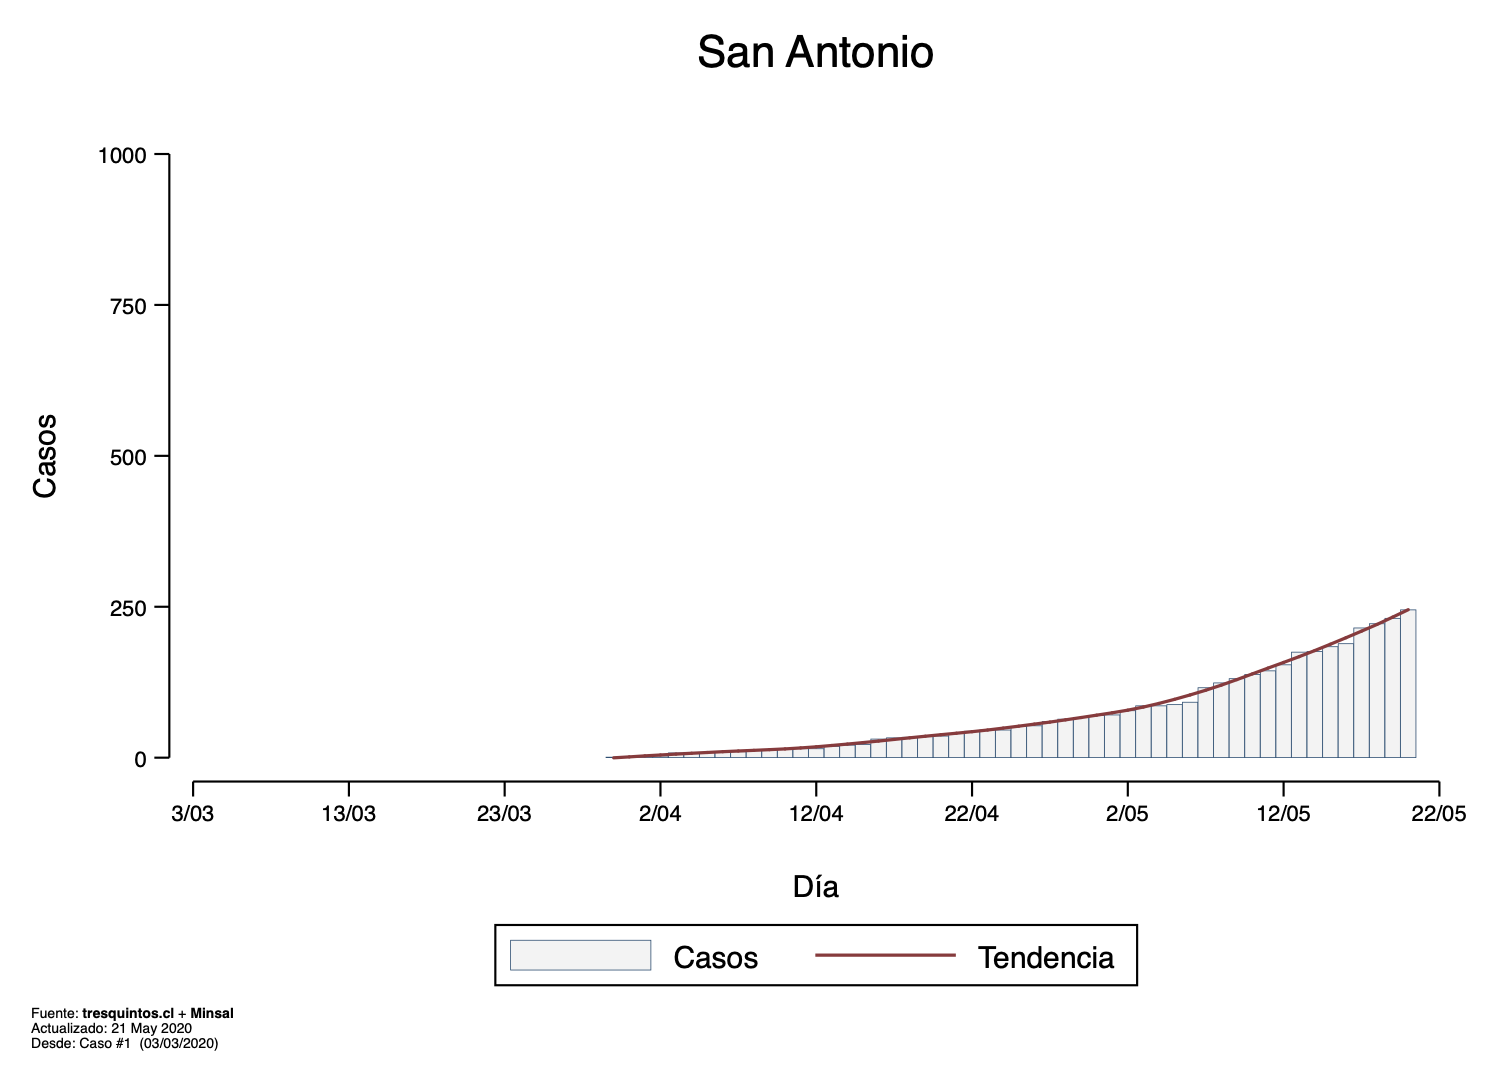 San Antonio
1000
750
500
250
0
Casos
3/03 13/03 23/03 2/04 12/04 22/04 2/05 12/05 22/05
Día
Casos Tendencia
Fuente: tresquintos.cl + Minsal
Actualizado: 21 May 2020
Desde: Caso #1 (03/03/2020)